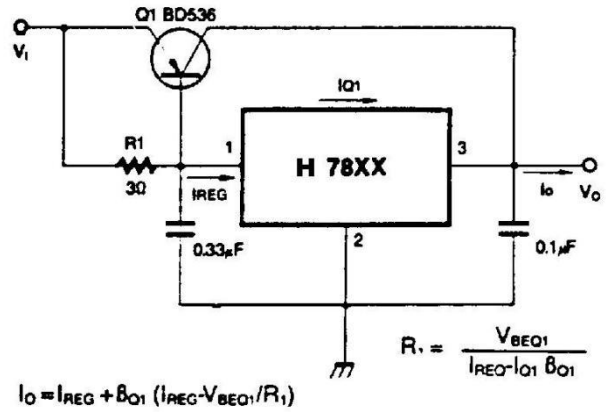 Q1 BD536
VI
IQ1
R1
3Ω
1
H 78XX
3
IREG
IO
VO
2
0.33μF
0.1μF
R1 = VBEQ1 / IREQ-IQ1 βQ1
IO = IREG + βQ1 (IREG-VBEQ1/R1)